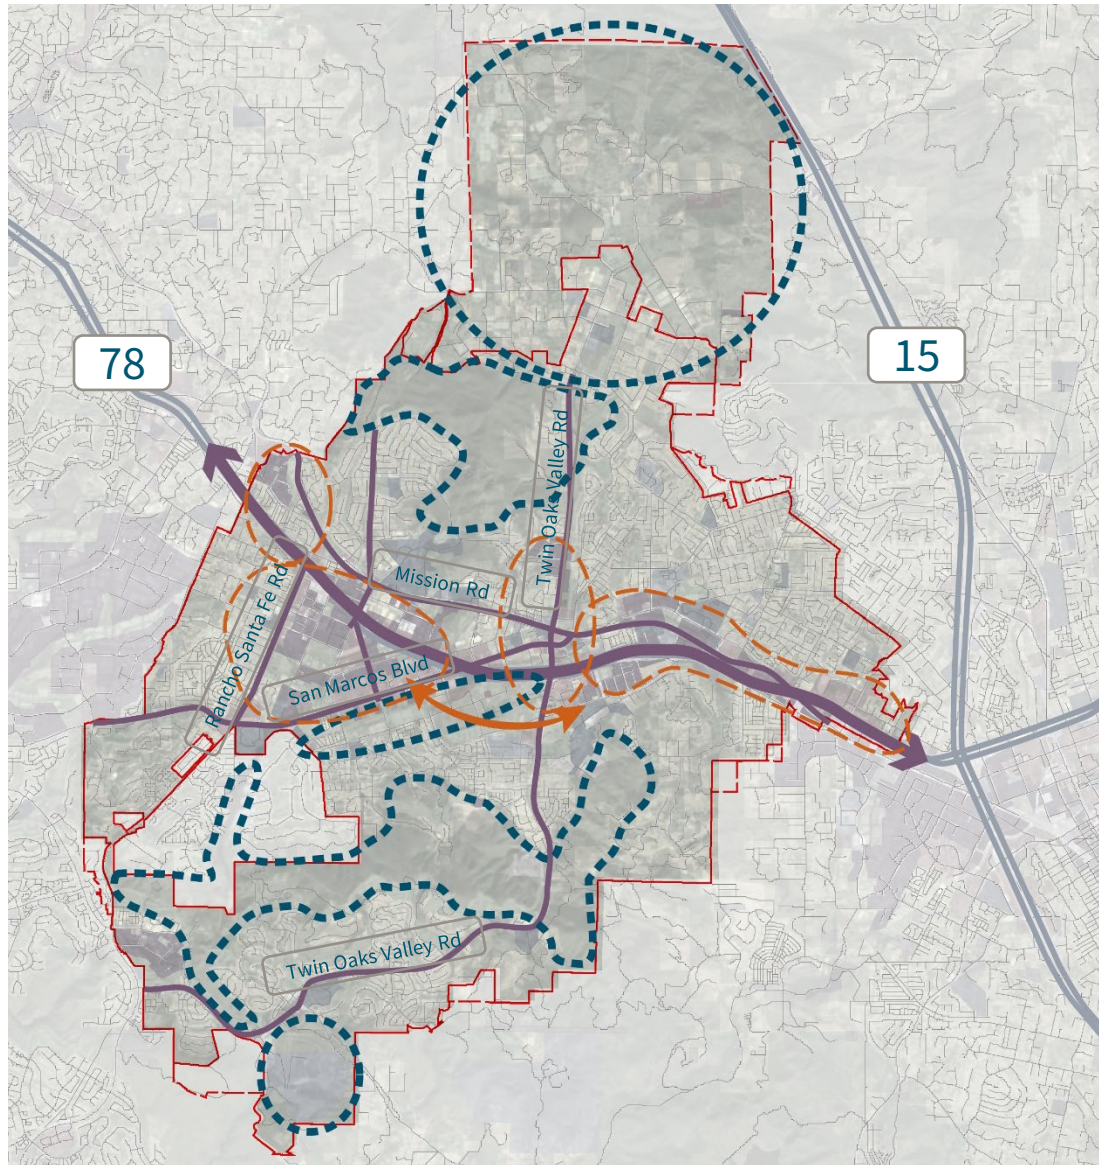 78
15
Twin Oaks Valley Rd
Mission Rd
Rancho Santa Fe Rd
San Marcos Blvd
Twin Oaks Valley Rd